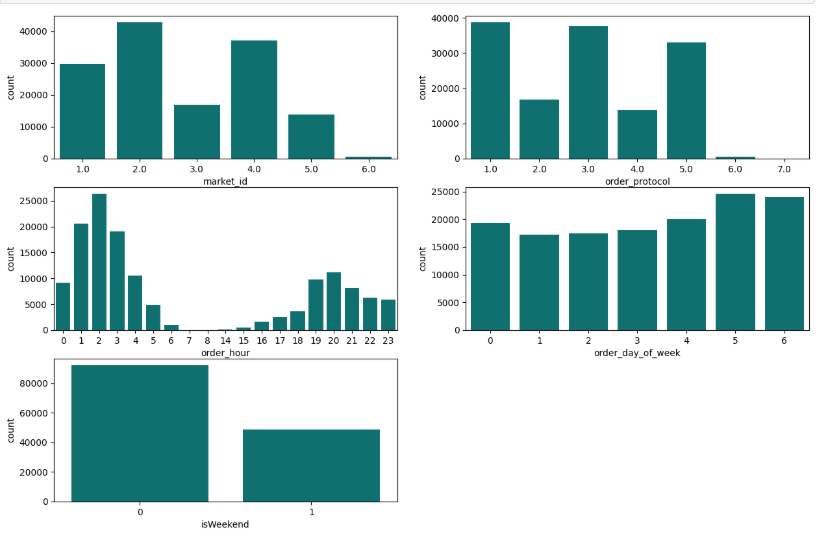 40000
30000
20000
10000
0
count
1.0 2.0 3.0 4.0 5.0 6.0
market_id
40000
30000
20000
10000
0
count
1.0 2.0 3.0 4.0 5.0 6.0 7.0
order_protocol
25000
20000
15000
10000
5000
0
count
0 1 2 3 4 5 6 7 8 14 15 16 17 18 19 20 21 22 23
order_hour
25000
20000
15000
10000
5000
0
count
0 1 2 3 4 5 6
order_day_of_week
80000
60000
40000
20000
0
count
0 1
isWeekend